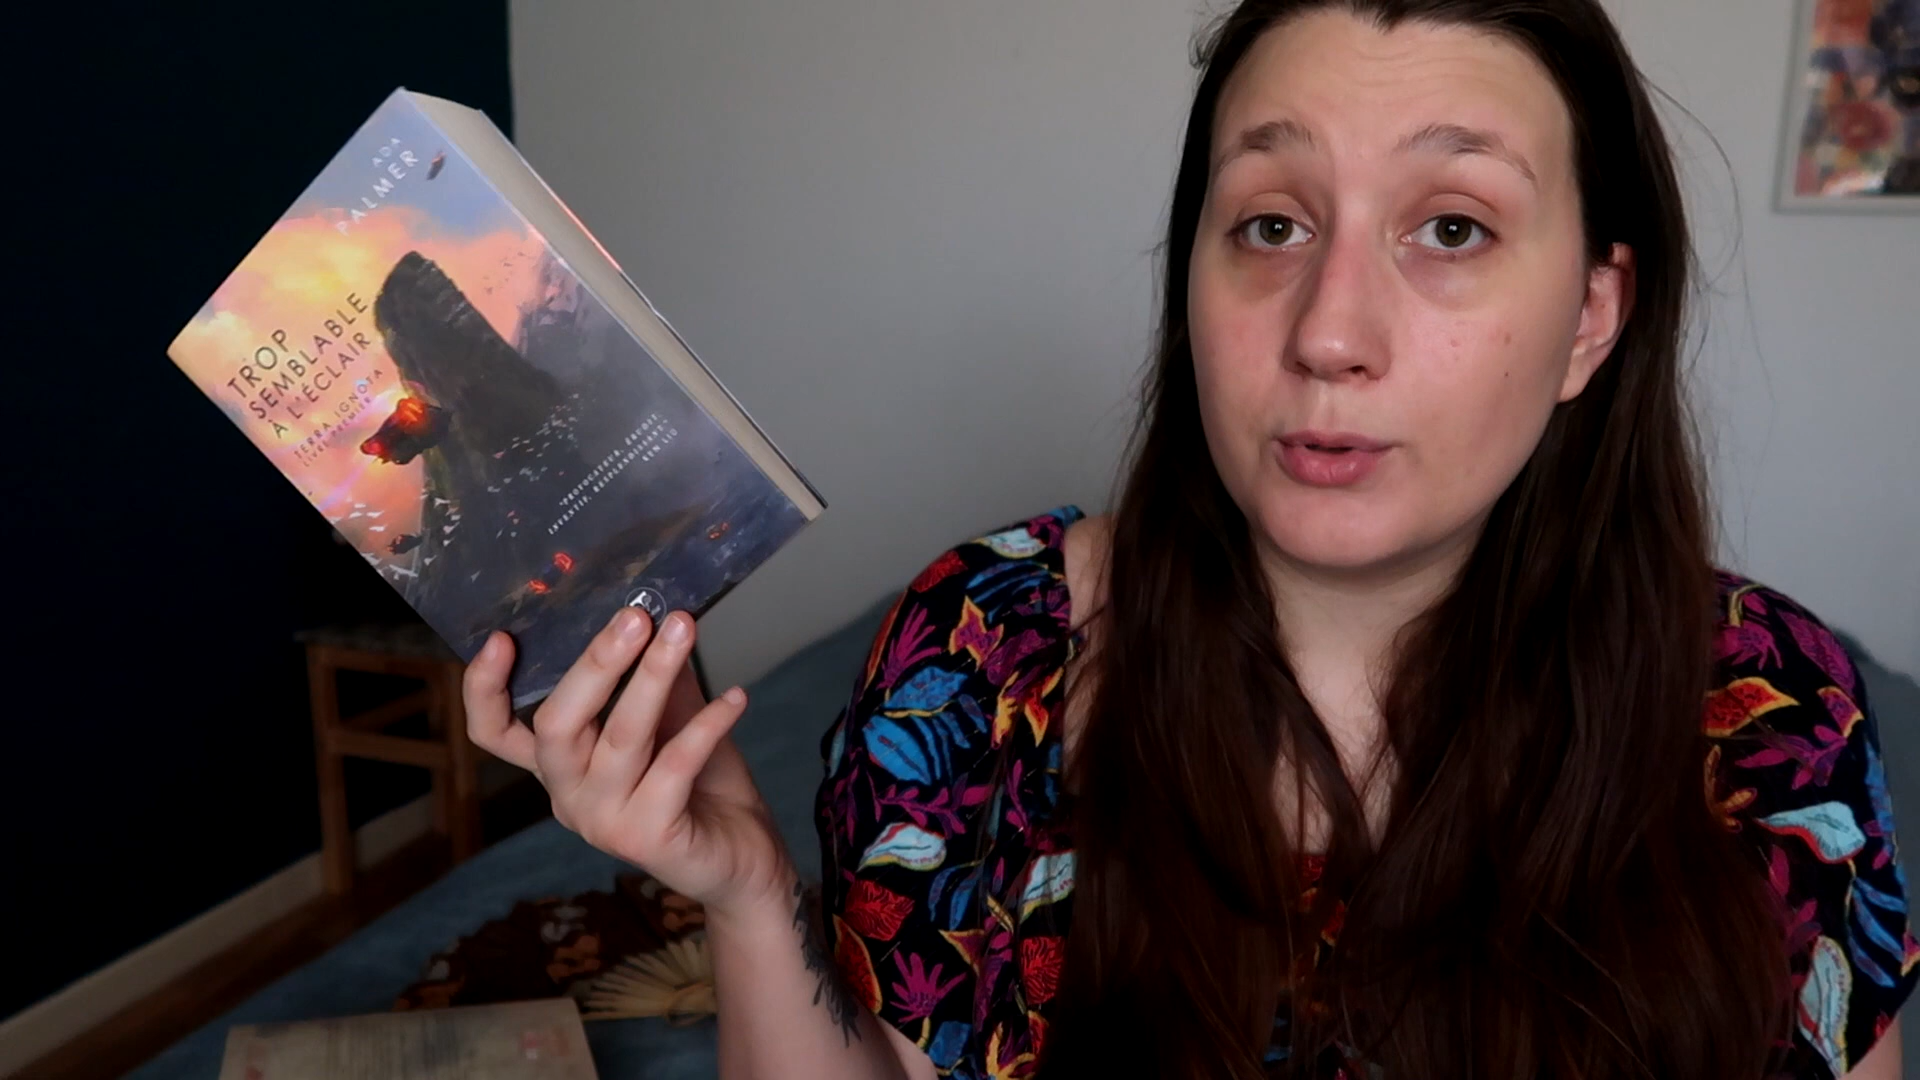 ADA
PALMER
TROP
SEMBLABLE
À L'ÉCLAIR
TERRA IGNOTA
LIVRE PREMIER
"PROVOCATEUR, ÉRUDIT,
INVENTIF, RESPLENDISSANT."
KEN LIU